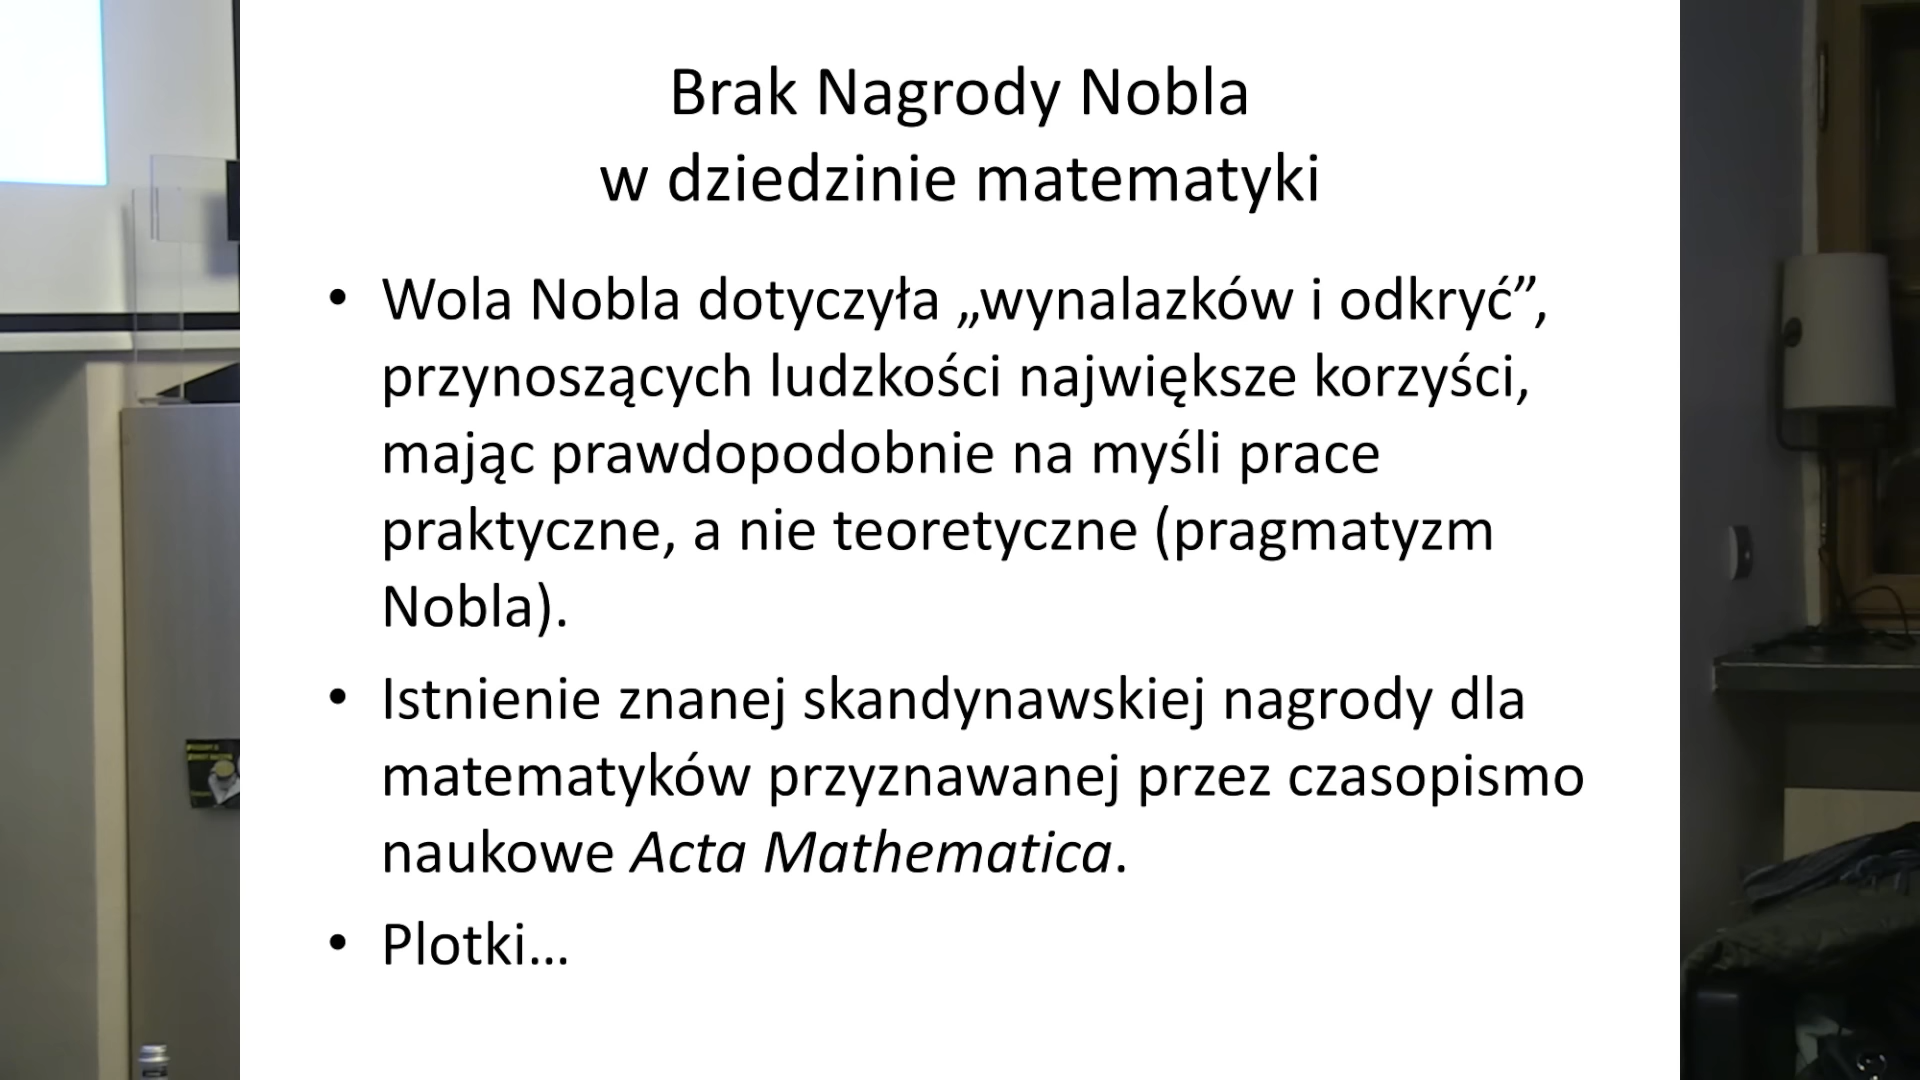 Brak Nagrody Nobla
w dziedzinie matematyki
• Wola Nobla dotyczyła „wynalazków i odkryć”,
przynoszących ludzkości największe korzyści,
mając prawdopodobnie na myśli prace
praktyczne, a nie teoretyczne (pragmatyzm
Nobla).
• Istnienie znanej skandynawskiej nagrody dla
matematyków przyznawanej przez czasopismo
naukowe Acta Mathematica.
• Plotki…